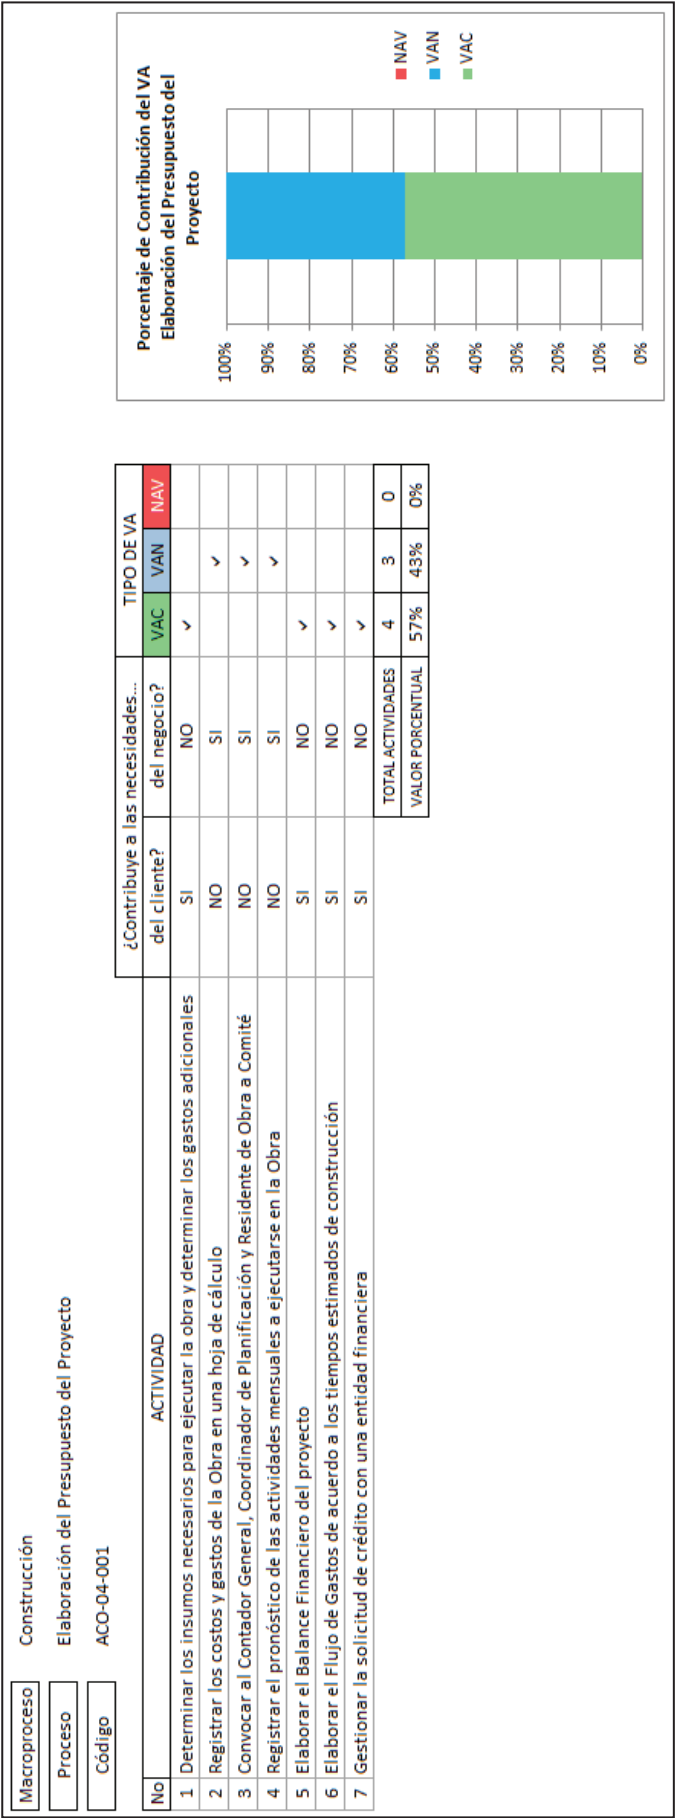 Macroproceso Construcción
Proceso Elaboración del Presupuesto del Proyecto
Código ACO-04-001
¿Contribuye a las necesidades... TIPO DE VA
No ACTIVIDAD del cliente? del negocio? VAC VAN NAV
1 Determinar los insumos necesarios para ejecutar la obra y determinar los gastos adicionales SI NO ✓
2 Registrar los costos y gastos de la Obra en una hoja de cálculo NO SI ✓
3 Convocar al Contador General, Coordinador de Planificación y Residente de Obra a Comité NO SI ✓
4 Registrar el pronóstico de las actividades mensuales a ejecutarse en la Obra NO SI ✓
5 Elaborar el Balance Financiero del proyecto SI NO ✓
6 Elaborar el Flujo de Gastos de acuerdo a los tiempos estimados de construcción SI NO ✓
7 Gestionar la solicitud de crédito con una entidad financiera SI NO ✓
TOTAL ACTIVIDADES 4 3 0
VALOR PORCENTUAL 57% 43% 0%
Porcentaje de Contribución del VA
Elaboración del Presupuesto del
Proyecto
100%
90%
80%
70%
60%
50%
40%
30%
20%
10%
0%
NAV
VAN
VAC